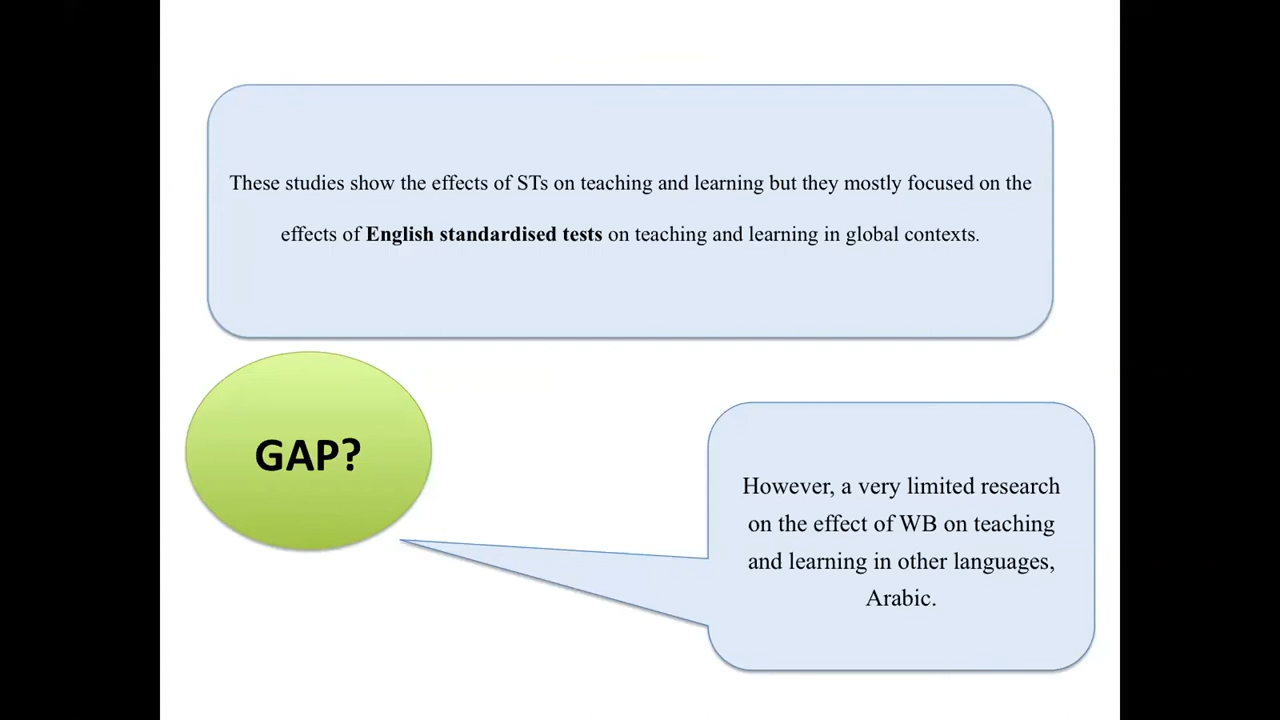 These studies show the effects of STs on teaching and learning but they mostly focused on the
effects of English standardised tests on teaching and learning in global contexts.
GAP?
However, a very limited research
on the effect of WB on teaching
and learning in other languages,
Arabic.